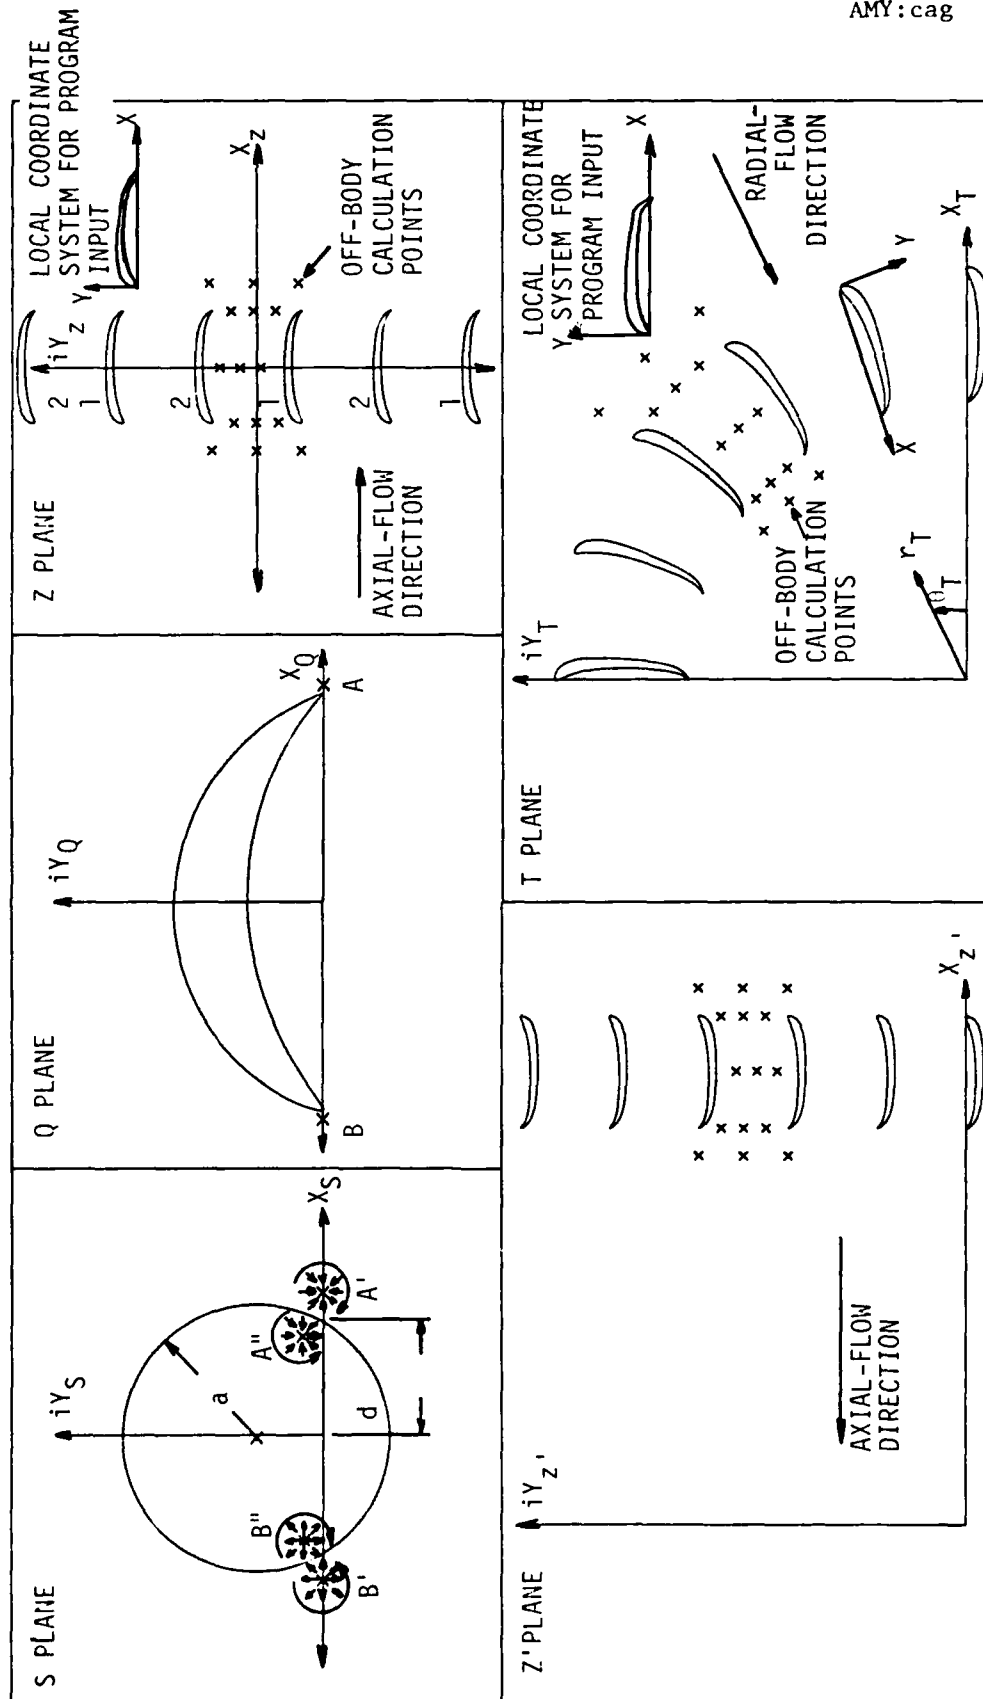 AMY:cag
S PLANE
iY_S
X_S
a
d
A'
A"
B"
B'
Q PLANE
iY_Q
X_Q
A
B
Z PLANE
iY_Z
X_Z
2
1
2
1
2
1
AXIAL-FLOW
DIRECTION
LOCAL COORDINATE
SYSTEM FOR PROGRAM
INPUT
Y
X
OFF-BODY
CALCULATION
POINTS
Z' PLANE
iY_Z'
X_Z'
AXIAL-FLOW
DIRECTION
T PLANE
iY_T
X_T
r_T
θ_T
OFF-BODY
CALCULATION
POINTS
LOCAL COORDINATE
SYSTEM FOR
PROGRAM INPUT
Y
X
RADIAL-
FLOW
DIRECTION
X
Y